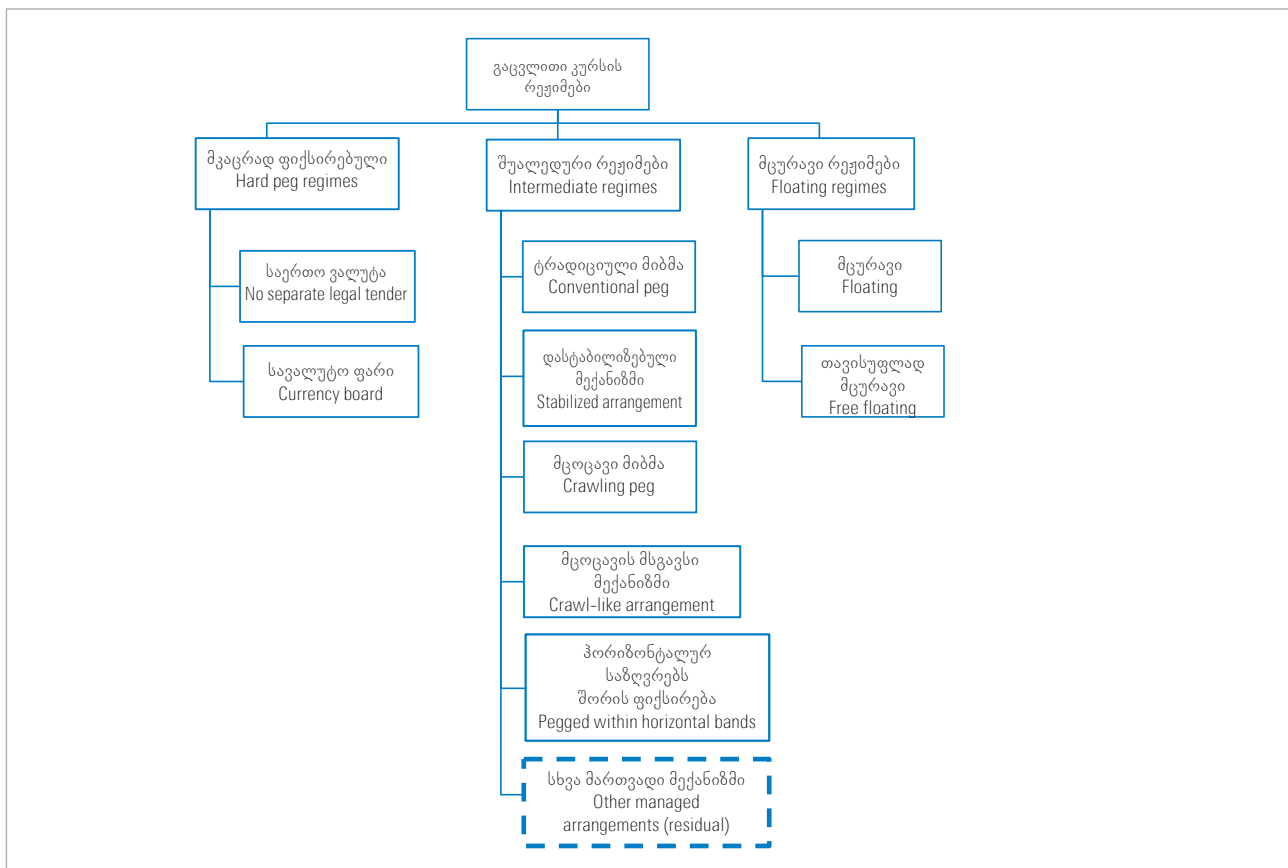 გაცვლითი კურსის
რეჟიმები
მკაცრად ფიქსირებული
Hard peg regimes
საერთო ვალუტა
No separate legal tender
სავალუტო ფარი
Currency board
შუალედური რეჟიმები
Intermediate regimes
ტრადიციული მიბმა
Conventional peg
დასტაბილიზებული
მექანიზმი
Stabilized arrangement
მცოცავი მიბმა
Crawling peg
მცოცავის მსგავსი
მექანიზმი
Crawl-like arrangement
ჰორიზონტალურ
საზღვრებს
შორის ფიქსირება
Pegged within horizontal bands
სხვა მართვადი მექანიზმი
Other managed
arrangements (residual)
მცურავი რეჟიმები
Floating regimes
მცურავი
Floating
თავისუფლად
მცურავი
Free floating